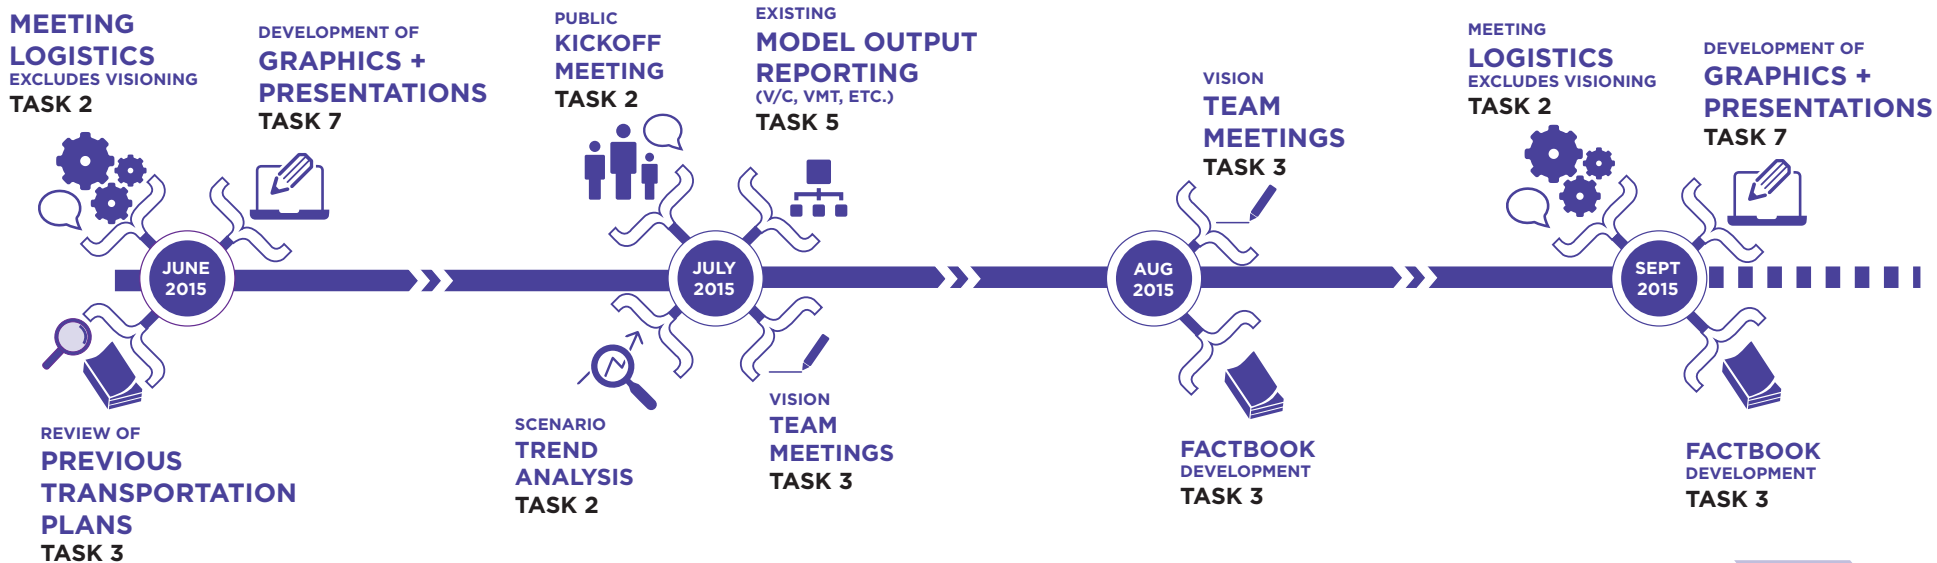 MEETING
LOGISTICS
EXCLUDES VISIONING
TASK 2
DEVELOPMENT OF
GRAPHICS +
PRESENTATIONS
TASK 7
JUNE
2015
REVIEW OF
PREVIOUS
TRANSPORTATION
PLANS
TASK 3
PUBLIC
KICKOFF
MEETING
TASK 2
EXISTING
MODEL OUTPUT
REPORTING
(V/C, VMT, ETC.)
TASK 5
JULY
2015
SCENARIO
TREND
ANALYSIS
TASK 2
VISION
TEAM
MEETINGS
TASK 3
VISION
TEAM
MEETINGS
TASK 3
AUG
2015
FACTBOOK
DEVELOPMENT
TASK 3
MEETING
LOGISTICS
EXCLUDES VISIONING
TASK 2
DEVELOPMENT OF
GRAPHICS +
PRESENTATIONS
TASK 7
SEPT
2015
FACTBOOK
DEVELOPMENT
TASK 3